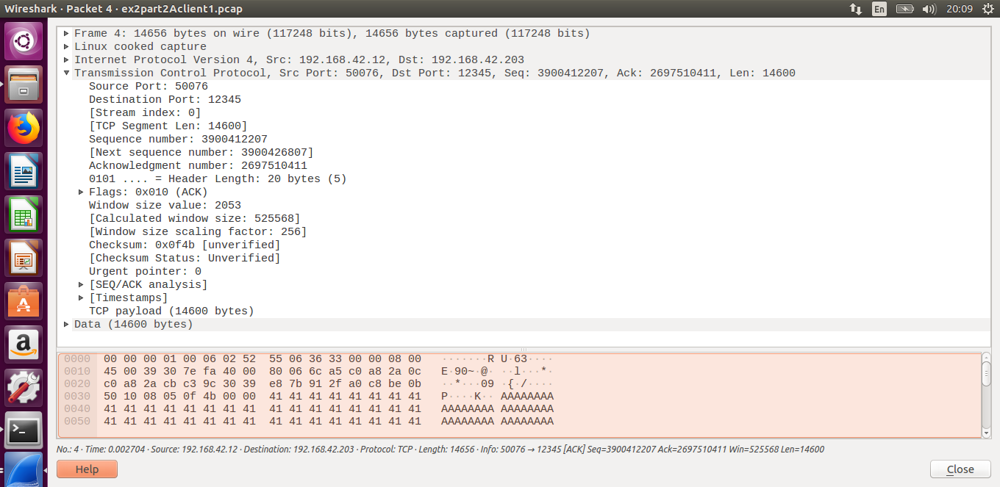 Wireshark · Packet 4 · ex2part2Aclient1.pcap
En
20:09
Frame 4: 14656 bytes on wire (117248 bits), 14656 bytes captured (117248 bits)
Linux cooked capture
Internet Protocol Version 4, Src: 192.168.42.12, Dst: 192.168.42.203
Transmission Control Protocol, Src Port: 50076, Dst Port: 12345, Seq: 3900412207, Ack: 2697510411, Len: 14600
Source Port: 50076
Destination Port: 12345
[Stream index: 0]
[TCP Segment Len: 14600]
Sequence number: 3900412207
[Next sequence number: 3900426807]
Acknowledgment number: 2697510411
0101 .... = Header Length: 20 bytes (5)
Flags: 0x010 (ACK)
Window size value: 2053
[Calculated window size: 525568]
[Window size scaling factor: 256]
Checksum: 0x0f4b [unverified]
[Checksum Status: Unverified]
Urgent pointer: 0
[SEQ/ACK analysis]
[Timestamps]
TCP payload (14600 bytes)
Data (14600 bytes)
0000 00 00 00 01 00 06 02 52 55 06 36 33 00 00 08 00 ·······R U·63····
0010 45 00 39 30 7e fa 40 00 80 06 6c a5 c0 a8 2a 0c E·90~·@· ··l···*·
0020 c0 a8 2a cb c3 9c 30 39 e8 7b 91 2f a0 c8 be 0b ··*···09 ·{·/····
0030 50 10 08 05 0f 4b 00 00 41 41 41 41 41 41 41 41 P····K·· AAAAAAAA
0040 41 41 41 41 41 41 41 41 41 41 41 41 41 41 41 41 AAAAAAAA AAAAAAAA
0050 41 41 41 41 41 41 41 41 41 41 41 41 41 41 41 41 AAAAAAAA AAAAAAAA
No.: 4 · Time: 0.002704 · Source: 192.168.42.12 · Destination: 192.168.42.203 · Protocol: TCP · Length: 14656 · Info: 50076 → 12345 [ACK] Seq=3900412207 Ack=2697510411 Win=525568 Len=14600
Help
Close